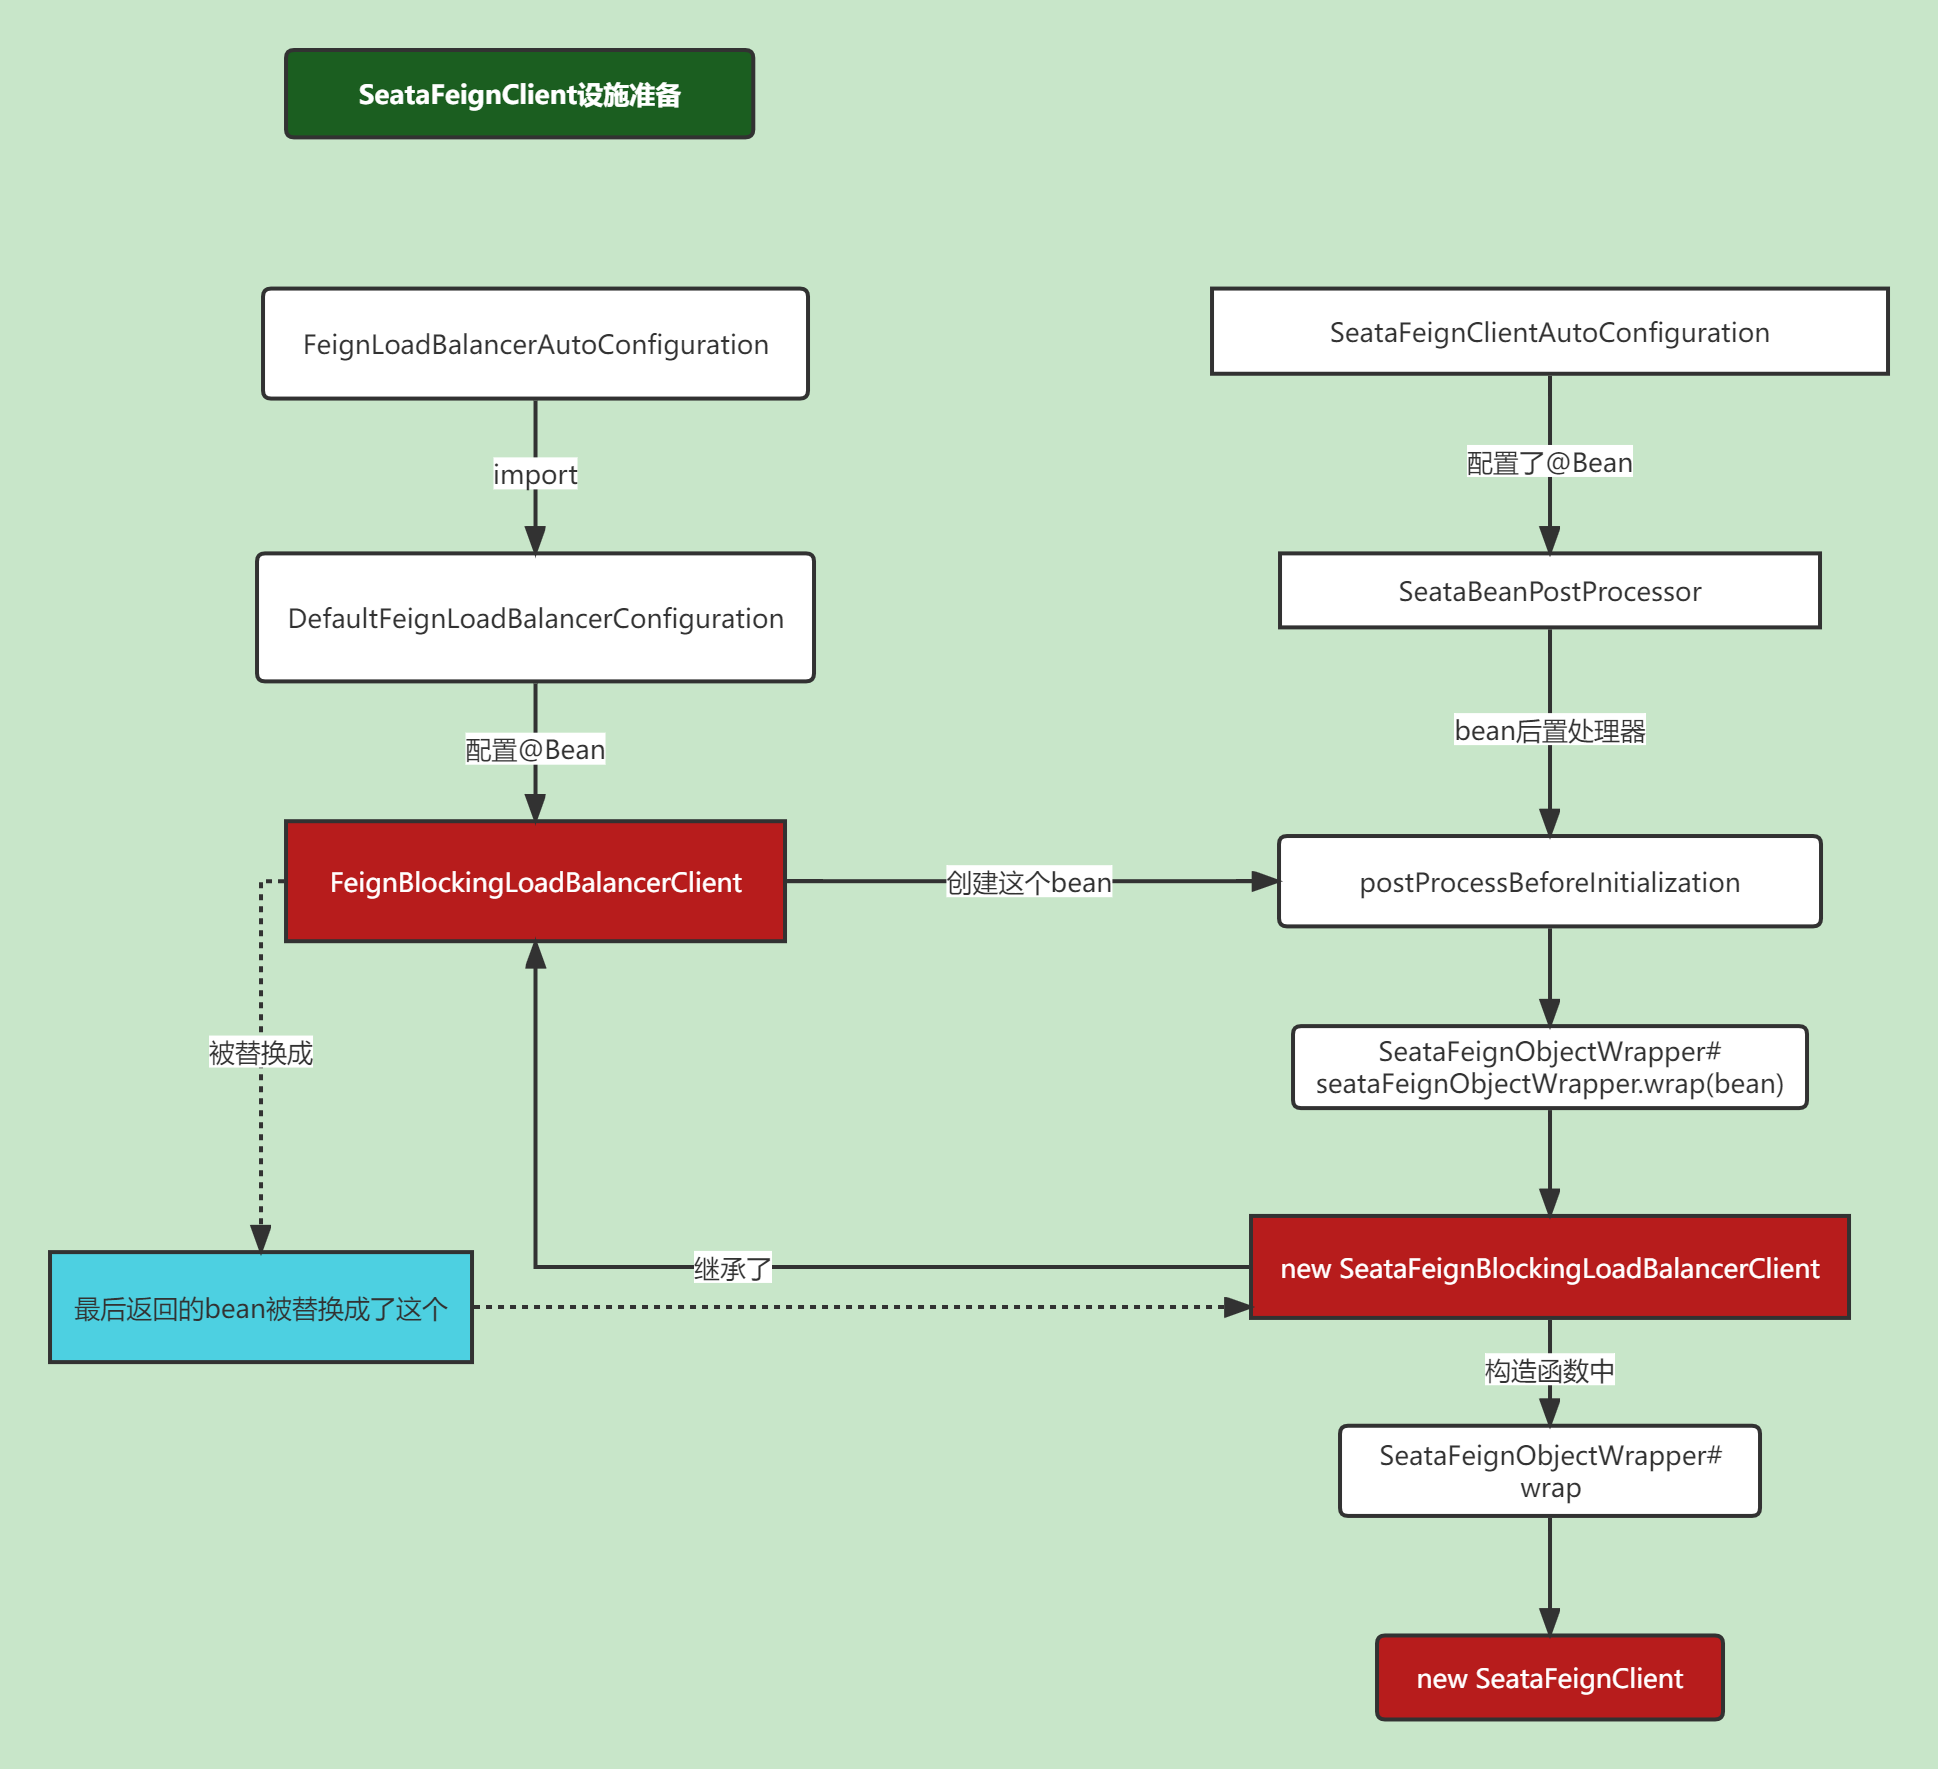 SeataFeignClient设施准备
FeignLoadBalancerAutoConfiguration
SeataFeignClientAutoConfiguration
import
配置了@Bean
DefaultFeignLoadBalancerConfiguration
SeataBeanPostProcessor
配置@Bean
bean后置处理器
FeignBlockingLoadBalancerClient
创建这个bean
postProcessBeforeInitialization
被替换成
SeataFeignObjectWrapper#
seataFeignObjectWrapper.wrap(bean)
继承了
new SeataFeignBlockingLoadBalancerClient
最后返回的bean被替换成了这个
构造函数中
SeataFeignObjectWrapper#
wrap
new SeataFeignClient